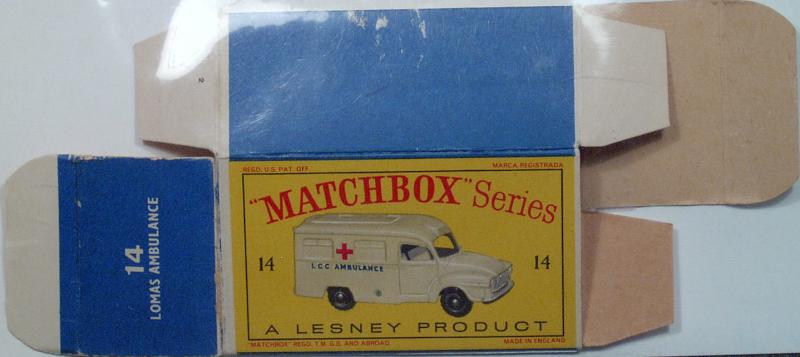 2
REGD. U.S. PAT. OFF.
MARCA REGISTRADA
"MATCHBOX" Series
14
14
L.C.C AMBULANCE
A LESNEY PRODUCT
"MATCHBOX" REGD. T.M. G.B. AND ABROAD
MADE IN ENGLAND
14
LOMAS AMBULANCE